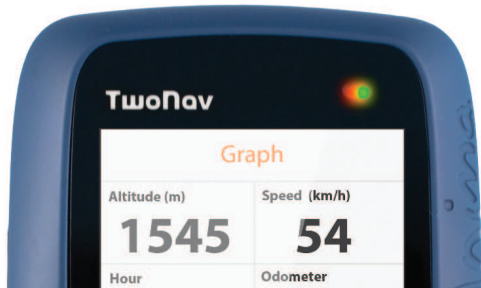 TwoNav
Graph
Altitude (m) Speed (km/h)
1545 54
Hour Odometer